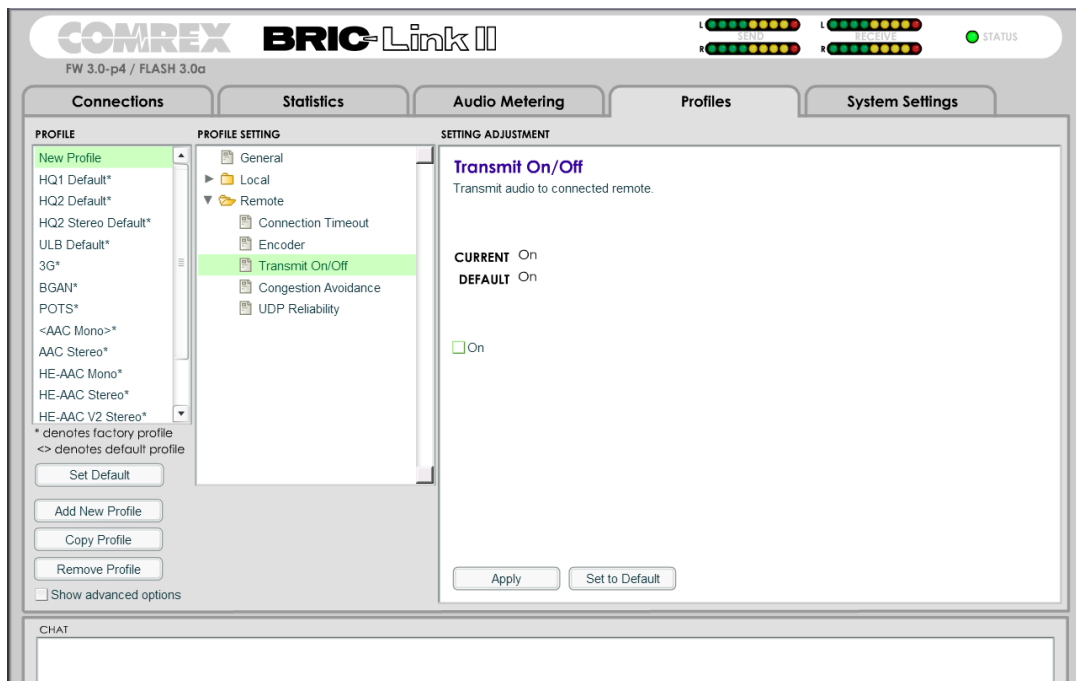 COMREX BRIC-Link II
L SEND R
L RECEIVE R
STATUS
FW 3.0-p4 / FLASH 3.0a
Connections
Statistics
Audio Metering
Profiles
System Settings
PROFILE
New Profile
HQ1 Default*
HQ2 Default*
HQ2 Stereo Default*
ULB Default*
3G*
BGAN*
POTS*
<AAC Mono>*
AAC Stereo*
HE-AAC Mono*
HE-AAC Stereo*
HE-AAC V2 Stereo*
* denotes factory profile
<> denotes default profile
Set Default
Add New Profile
Copy Profile
Remove Profile
Show advanced options
PROFILE SETTING
General
Local
Remote
Connection Timeout
Encoder
Transmit On/Off
Congestion Avoidance
UDP Reliability
SETTING ADJUSTMENT
Transmit On/Off
Transmit audio to connected remote.
CURRENT On
DEFAULT On
On
Apply
Set to Default
CHAT